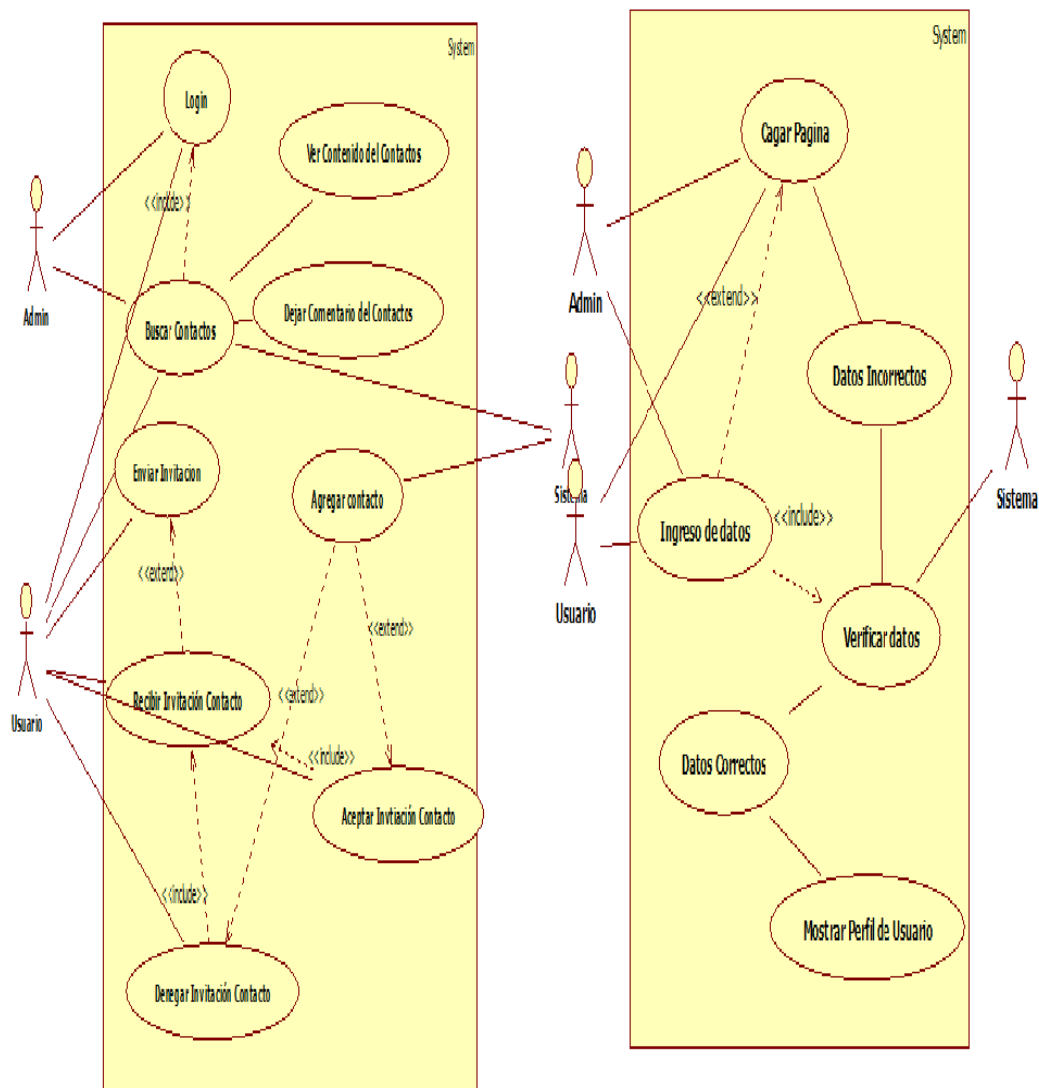 System
Login
Ver Contenido del Contactos
<<include>>
Admin
Buscar Contactos
Dejar Comentario del Contactos
Enviar Invitacion
Agregar contacto
Sistema
<<extend>>
<<extend>>
Usuario
Recibir Invitación Contacto
<<extend>>
<<include>>
Aceptar Invtiación Contacto
<<include>>
Denegar Invitación Contacto
System
Cagar Pagina
Admin
<<extend>>
Datos Incorrectos
Sistema
Ingreso de datos
<<include>>
Usuario
Verificar datos
Datos Correctos
Mostrar Perfil de Usuario